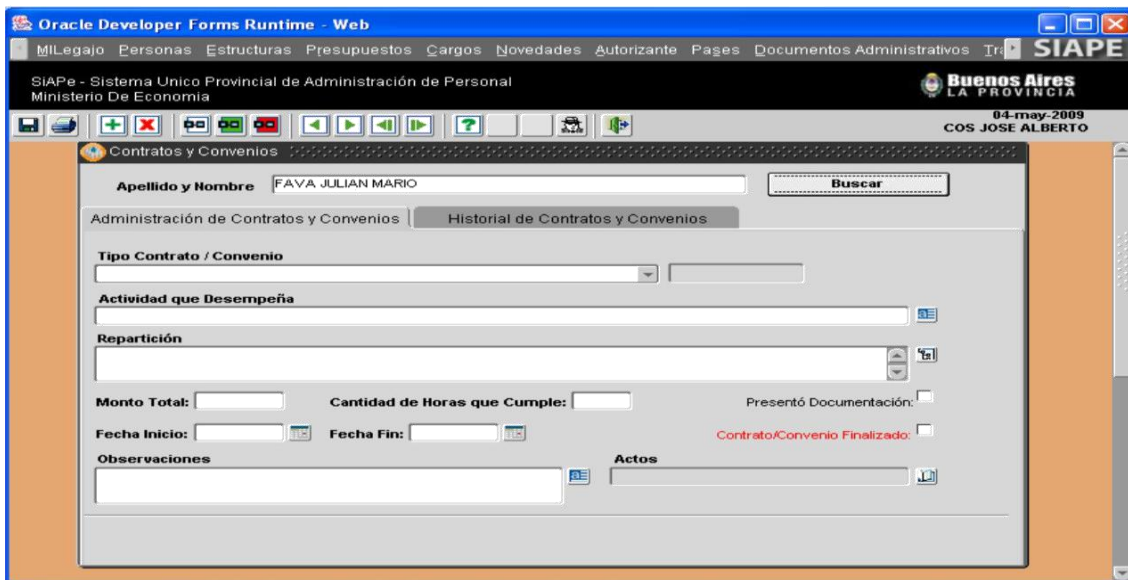 Oracle Developer Forms Runtime - Web
MILegajo Personas Estructuras Presupuestos Cargos Novedades Autorizante Pases Documentos Administrativos SIAPE
SiAPe - Sistema Unico Provincial de Administración de Personal
Ministerio De Economia
Buenos Aires
LA PROVINCIA
04-may-2009
COS JOSE ALBERTO
Contratos y Convenios
Apellido y Nombre FAVA JULIAN MARIO Buscar
Administración de Contratos y Convenios Historial de Contratos y Convenios
Tipo Contrato / Convenio
Actividad que Desempeña
Repartición
Monto Total: Cantidad de Horas que Cumple: Presentó Documentación:
Fecha Inicio: Fecha Fin: Contrato/Convenio Finalizado:
Observaciones Actos